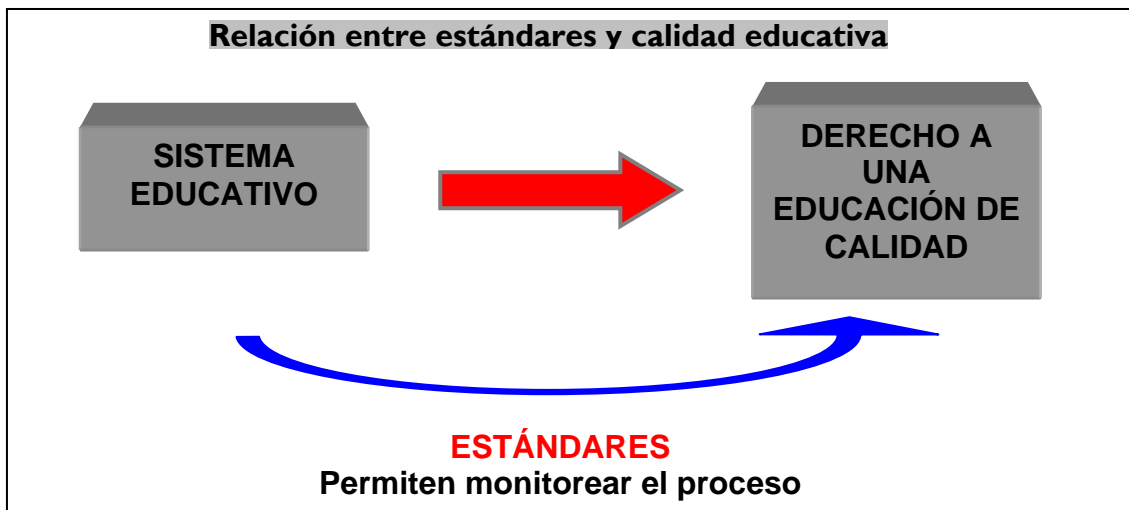 Relación entre estándares y calidad educativa
SISTEMA
EDUCATIVO
DERECHO A
UNA
EDUCACIÓN DE
CALIDAD
ESTÁNDARES
Permiten monitorear el proceso